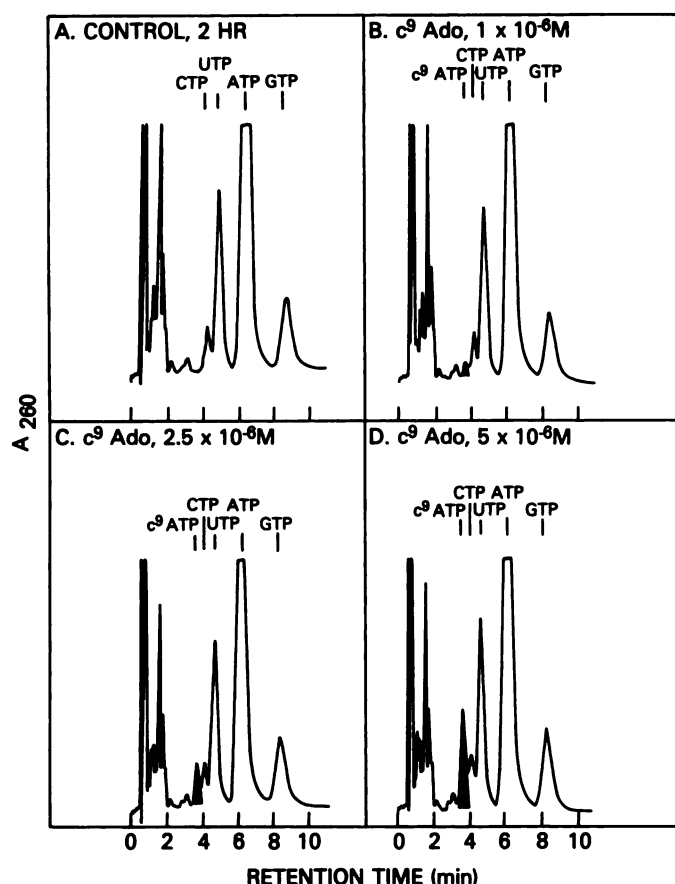 A. CONTROL, 2 HR
UTP
CTP ATP GTP
B. c⁹ Ado, 1 x 10⁻⁶M
CTP ATP
c⁹ ATP UTP GTP
A 260
C. c⁹ Ado, 2.5 x 10⁻⁶M
CTP ATP
c⁹ ATP UTP GTP
D. c⁹ Ado, 5 x 10⁻⁶M
CTP ATP
c⁹ ATP UTP GTP
0 2 4 6 8 10
0 2 4 6 8 10
RETENTION TIME (min)